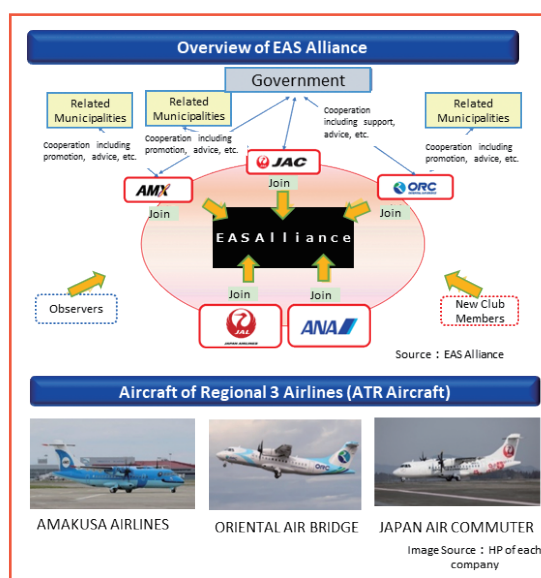 Overview of EAS Alliance
Government
Related
Municipalities
Related
Municipalities
Related
Municipalities
Cooperation including
promotion, advice, etc.
Cooperation including
promotion, advice, etc.
Cooperation
including support,
advice, etc.
Cooperation including
promotion, advice, etc.
JAC
Join
AMX
Join
ORC
Join
EASAlliance
Join
Join
JAL
JAPAN AIRLINES
ANA
Observers
New Club
Members
Source：EAS Alliance
Aircraft of Regional 3 Airlines (ATR Aircraft)
ORC
AMAKUSA AIRLINES
ORIENTAL AIR BRIDGE
JAPAN AIR COMMUTER
Image Source：HP of each
company